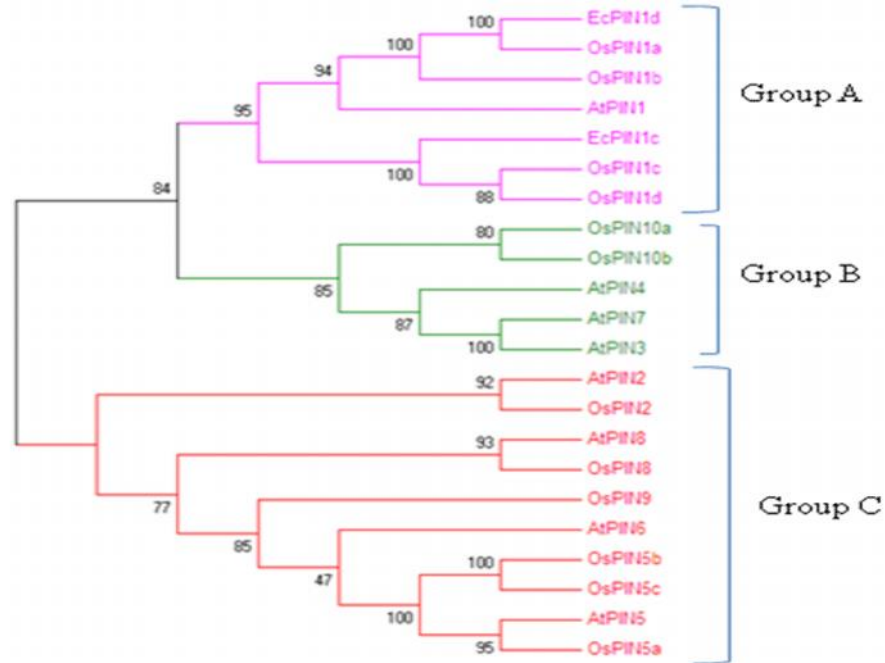 EcPIN1d
100
OsPIN1a
100
OsPIN1b
94
AtPIN1
95
EcPIN1c
OsPIN1c
100
OsPIN1d
88
Group A
84
OsPIN10a
80
OsPIN10b
85
AtPIN4
87
AtPIN7
100
AtPIN3
Group B
AtPIN2
92
OsPIN2
AtPIN8
93
OsPIN8
77
OsPIN9
85
AtPIN6
47
OsPIN5b
100
OsPIN5c
100
AtPIN5
95
OsPIN5a
Group C